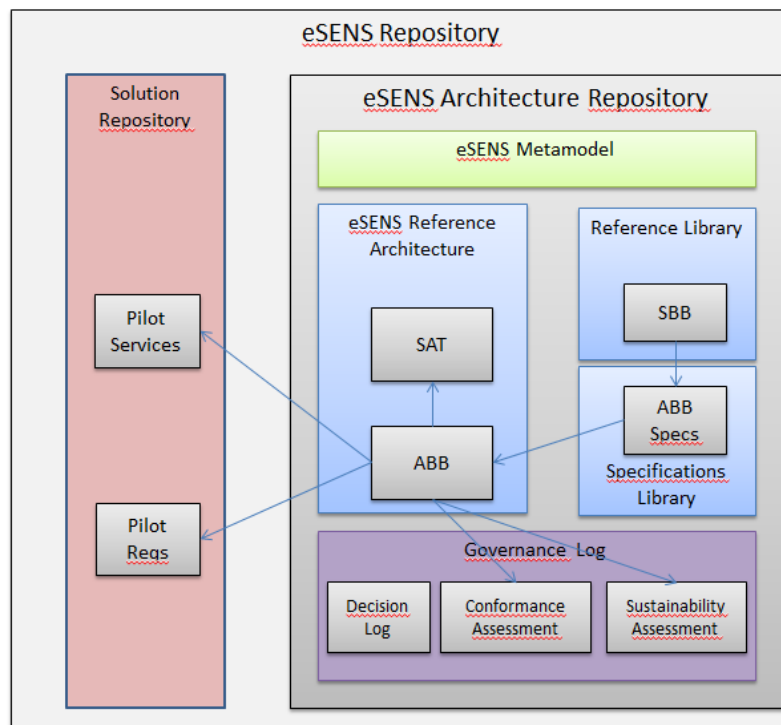 eSENS Repository
Solution
Repository
Pilot
Services
Pilot
Reqs
eSENS Architecture Repository
eSENS Metamodel
eSENS Reference
Architecture
SAT
ABB
Reference Library
SBB
ABB
Specs
Specifications
Library
Governance Log
Decision
Log
Conformance
Assessment
Sustainability
Assessment